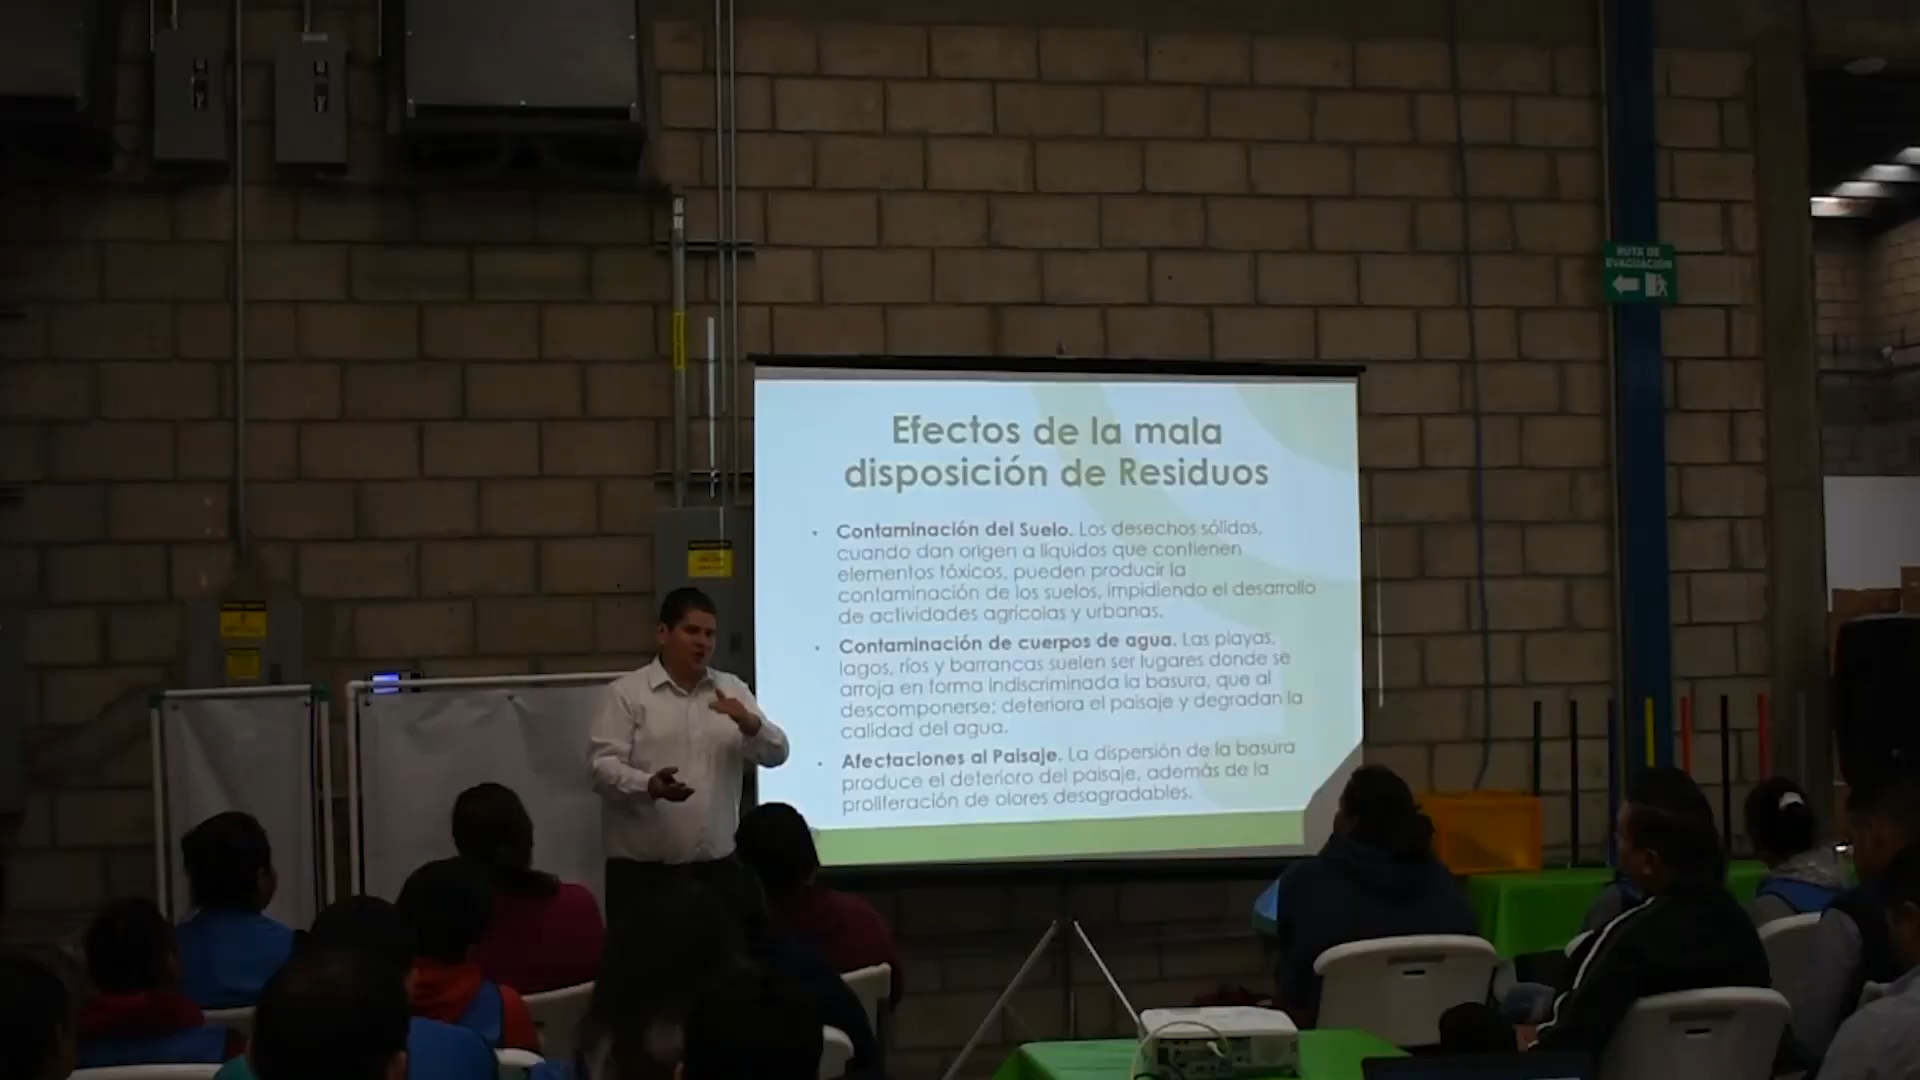 RUTA DE
EVACUACIÓN
Efectos de la mala
disposición de Residuos
• Contaminación del Suelo. Los desechos sólidos,
cuando dan origen a líquidos que contienen
elementos tóxicos, pueden producir la
contaminación de los suelos, impidiendo el desarrollo
de actividades agrícolas y urbanas.
• Contaminación de cuerpos de agua. Las playas,
lagos, ríos y barrancas suelen ser lugares donde se
arroja en forma indiscriminada la basura, que al
descomponerse; deteriora el paisaje y degradan la
calidad del agua.
• Afectaciones al Paisaje. La dispersión de la basura
produce el deterioro del paisaje, además de la
proliferación de olores desagradables.